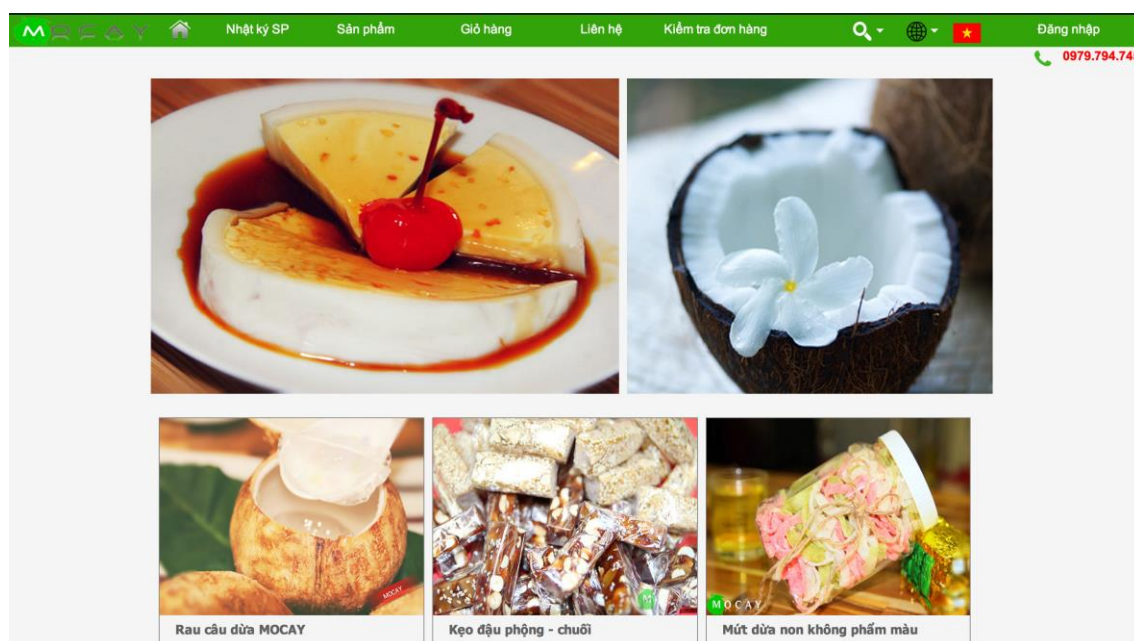 MOCAY Nhật ký SP Sản phẩm Giỏ hàng Liên hệ Kiểm tra đơn hàng Đăng nhập
0979.794.74
MOCAY
M
MOCAY
Rau câu dừa MOCAY Kẹo đậu phộng - chuối Mứt dừa non không phẩm màu